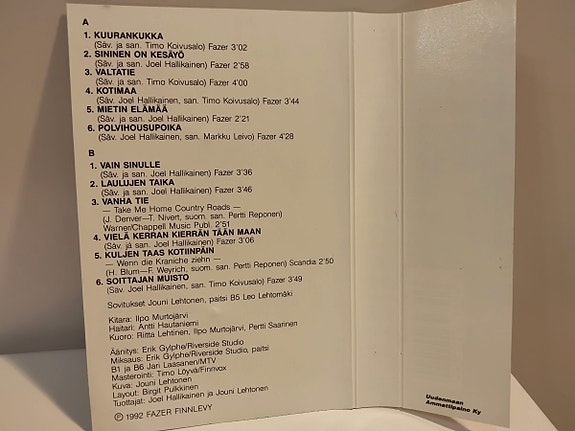 A
1. KUURANKUKKA
(Säv. ja san. Timo Koivusalo) Fazer 3'02
2. SININEN ON KESÄYÖ
(Säv. ja san. Joel Hallikainen) Fazer 2'58
3. VALTATIE
(Säv. ja san. Timo Koivusalo) Fazer 4'00
4. KOTIMAA
(Säv. Joel Hallikainen, san. Timo Koivusalo) Fazer 3'44
5. MIETIN ELÄMÄÄ
(Säv. ja san. Joel Hallikainen) Fazer 2'21
6. POLVIHOUSUPOIKA
(Säv. Joel Hallikainen, san. Markku Leivo) Fazer 4'28
B
1. VAIN SINULLE
(Säv. ja san. Joel Hallikainen) Fazer 3'36
2. LAULUJEN TAIKA
(Säv. ja san. Joel Hallikainen) Fazer 3'46
3. VANHA TIE
— Take Me Home Country Roads —
(J. Denver—T. Nivert, suom. san. Pertti Reponen)
Warner/Chappell Music Publ. 2'51
4. VIELÄ KERRAN KIERRÄN TÄÄN MAAN
(Säv. ja san. Joel Hallikainen) Fazer 3'06
5. KULJEN TAAS KOTIINPÄIN
— Wenn die Kraniche ziehn —
(H. Blum—F. Weyrich, suom. san. Pertti Reponen) Scandia 2'50
6. SOITTAJAN MUISTO
(Säv. Joel Hallikainen, san. Timo Koivusalo) Fazer 3'49
Sovitukset Jouni Lehtonen, paitsi B5 Leo Lehtomäki
Kitara: Ilpo Murtojärvi
Haitari: Antti Hautaniemi
Kuoro: Riitta Lehtinen, Ilpo Murtojärvi, Pertti Saarinen
Äänitys: Erik Gylphe/Riverside Studio
Miksaus: Erik Gylphe/Riverside Studio, paitsi
B1 ja B6 Jan Laasanen/MTV
Masterointi: Timo Löyvä/Finnvox
Kuva: Jouni Lehtonen
Layout: Birgit Pulkkinen
Tuottajat: Joel Hallikainen ja Jouni Lehtonen
Ⓟ 1992 FAZER FINNLEVY
Uudenmaan
Ammattipaino Ky